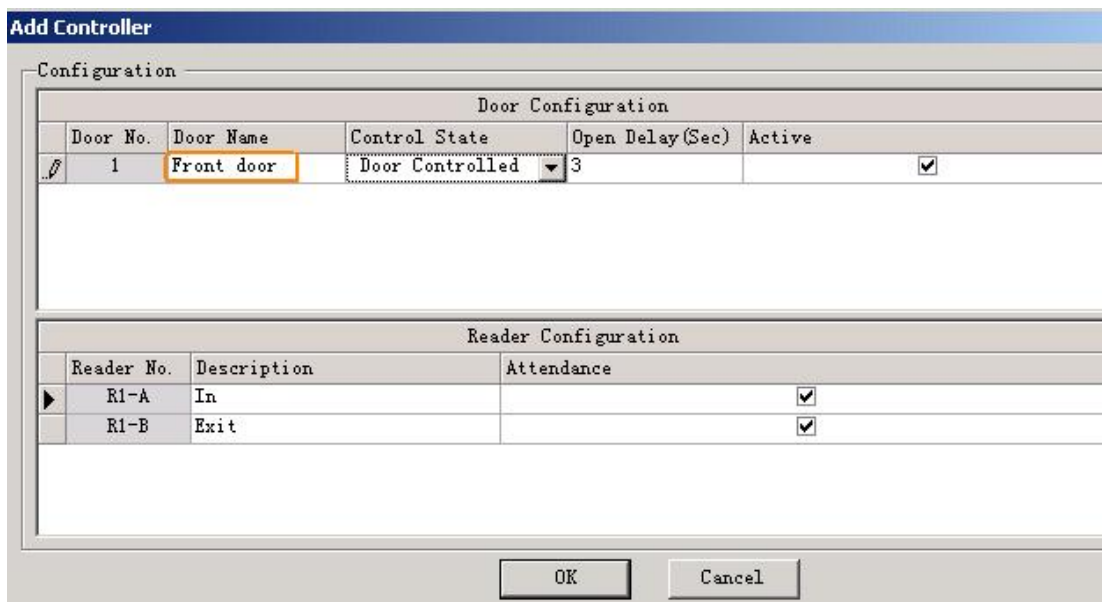 Add Controller
Configuration
Door Configuration
Door No. Door Name Control State Open Delay(Sec) Active
1 Front door Door Controlled 3
Reader Configuration
Reader No. Description Attendance
R1-A In
R1-B Exit
OK Cancel